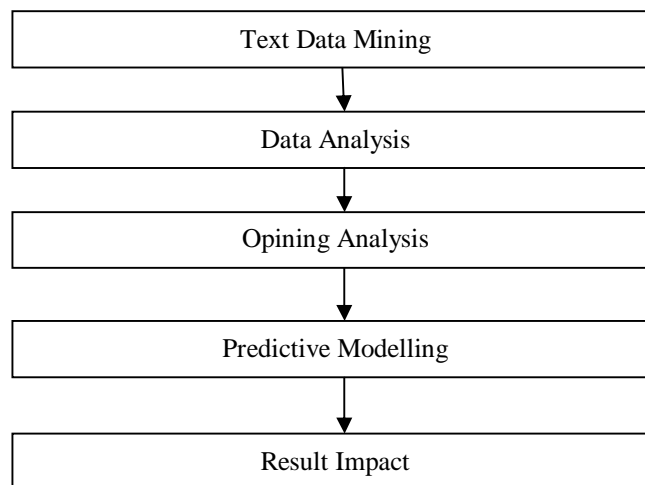 Text Data Mining
Data Analysis
Opining Analysis
Predictive Modelling
Result Impact